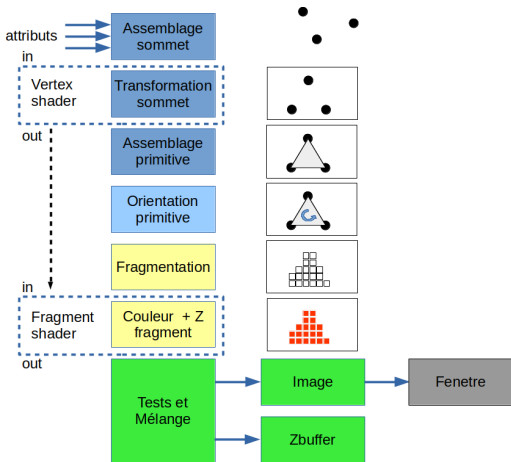 attributs
Assemblage
sommet
in
Vertex
shader
Transformation
sommet
out
Assemblage
primitive
Orientation
primitive
Fragmentation
in
Fragment
shader
Couleur + Z
fragment
out
Tests et
Mélange
Image
Fenetre
Zbuffer